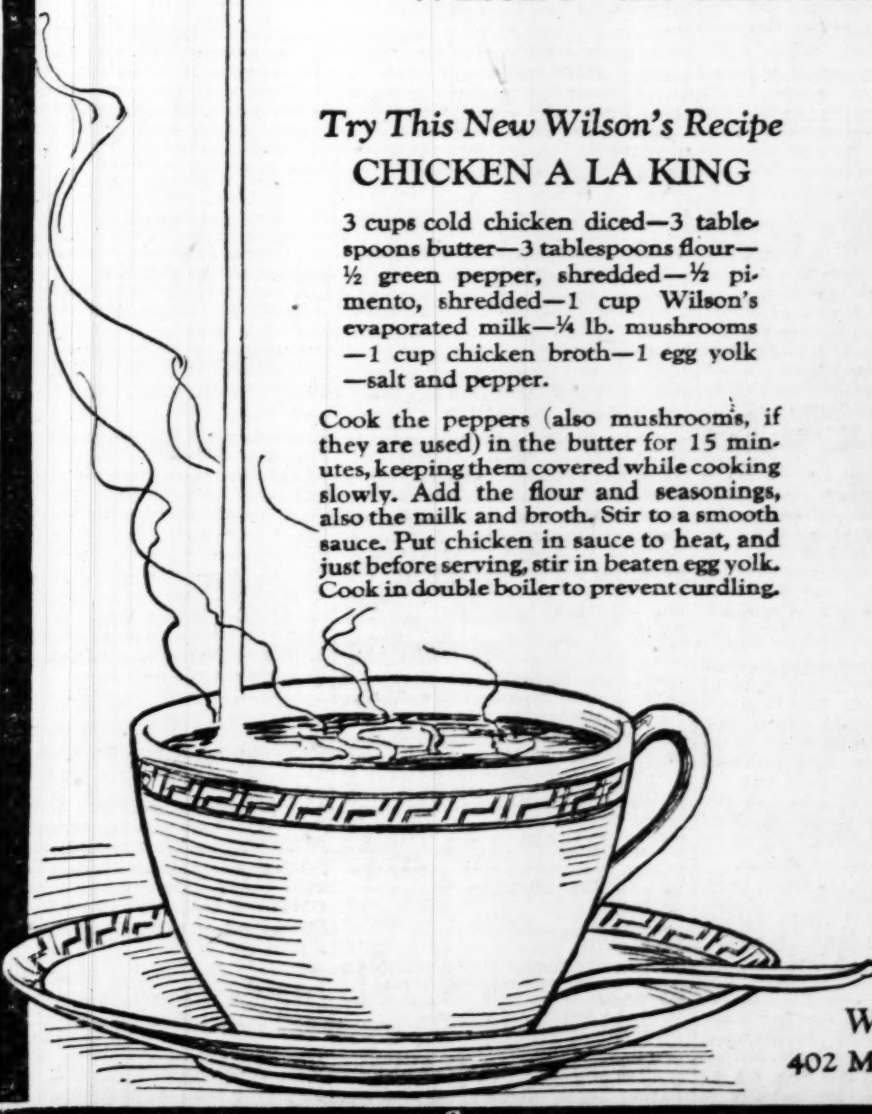 Try This New Wilson's Recipe
CHICKEN A LA KING
3 cups cold chicken diced—3 table-
spoons butter—3 tablespoons flour—
½ green pepper, shredded—½ pi-
mento, shredded—1 cup Wilson's
evaporated milk—¼ lb. mushrooms
—1 cup chicken broth—1 egg yolk
—salt and pepper.
Cook the peppers (also mushrooms, if
they are used) in the butter for 15 min-
utes, keeping them covered while cooking
slowly. Add the flour and seasonings,
also the milk and broth. Stir to a smooth
sauce. Put chicken in sauce to heat, and
just before serving, stir in beaten egg yolk.
Cook in double boiler to prevent curdling.
W
402 M